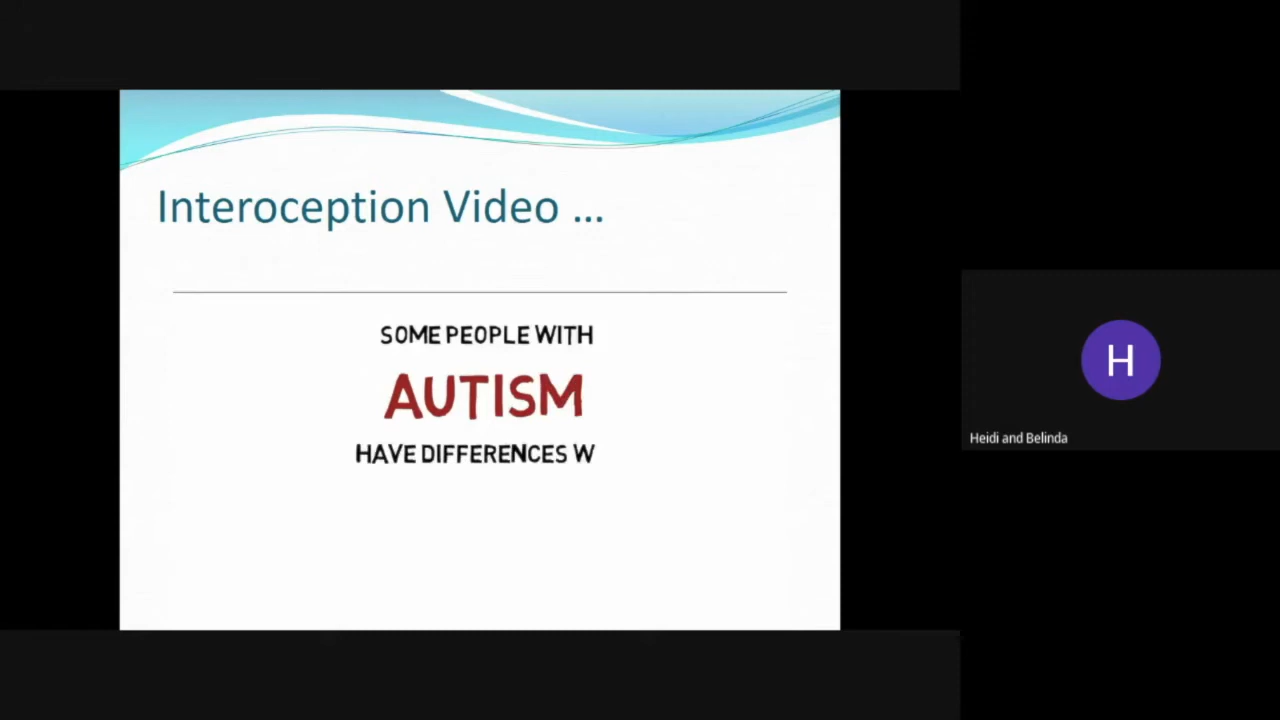 Interoception Video ...
SOME PEOPLE WITH
AUTISM
HAVE DIFFERENCES W
H
Heidi and Belinda